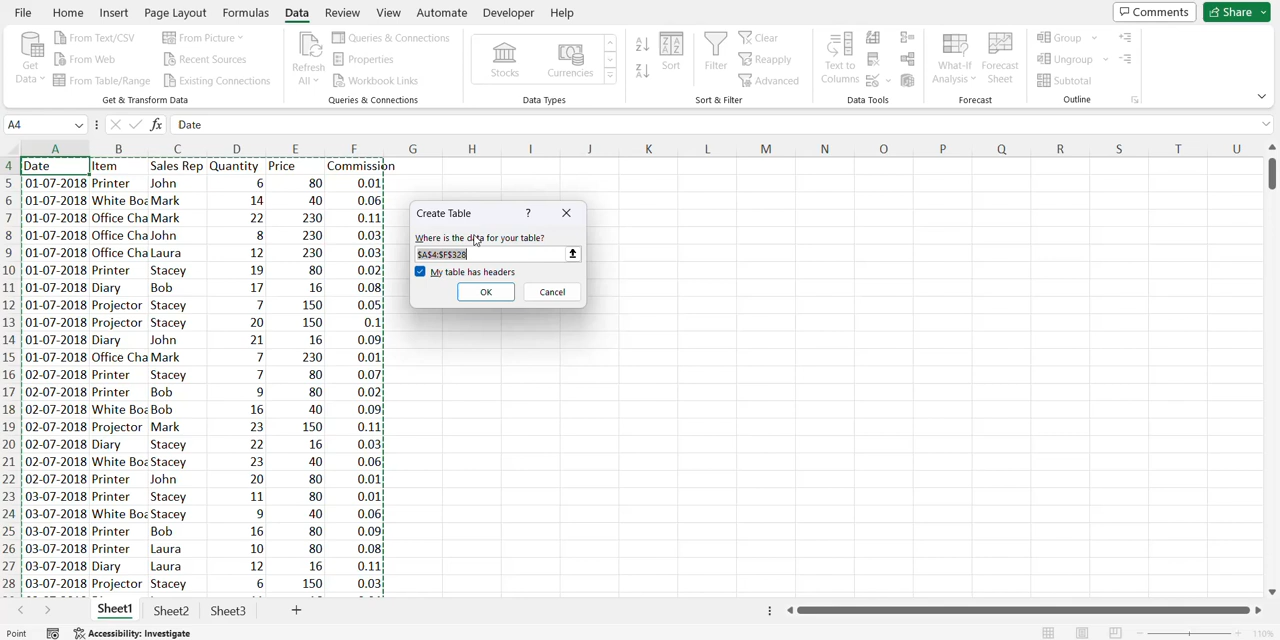 File Home Insert Page Layout Formulas Data Review View Automate Developer Help Comments Share
Get Data From Text/CSV From Picture Refresh All Queries & Connections Stocks Currencies Sort Filter Clear Text to Columns What-If Analysis Forecast Sheet Group
From Web Recent Sources Properties Reapply Ungroup
From Table/Range Existing Connections Workbook Links Advanced Subtotal
Get & Transform Data Queries & Connections Data Types Sort & Filter Data Tools Forecast Outline
A4 fx Date
A B C D E F G H I J K L M N O P Q R S T U
4 Date Item Sales Rep Quantity Price Commission
5 01-07-2018 Printer John 6 80 0.01
6 01-07-2018 White Boa Mark 14 40 0.06
7 01-07-2018 Office Cha Mark 22 230 0.11
8 01-07-2018 Office Cha John 8 230 0.03
9 01-07-2018 Office Cha Laura 12 230 0.03
10 01-07-2018 Printer Stacey 19 80 0.02
11 01-07-2018 Diary Bob 17 16 0.08
12 01-07-2018 Projector Stacey 7 150 0.05
13 01-07-2018 Projector Stacey 20 150 0.1
14 01-07-2018 Diary John 21 16 0.09
15 01-07-2018 Office Cha Mark 7 230 0.01
16 02-07-2018 Printer Stacey 7 80 0.07
17 02-07-2018 Printer Bob 9 80 0.02
18 02-07-2018 White Boa Bob 16 40 0.09
19 02-07-2018 Projector Mark 23 150 0.11
20 02-07-2018 Diary Stacey 22 16 0.03
21 02-07-2018 White Boa Stacey 23 40 0.06
22 02-07-2018 Printer John 20 80 0.01
23 03-07-2018 Printer Stacey 11 80 0.01
24 03-07-2018 White Boa Stacey 9 40 0.06
25 03-07-2018 Printer Bob 16 80 0.09
26 03-07-2018 Printer Laura 10 80 0.08
27 03-07-2018 Diary Laura 12 16 0.11
28 03-07-2018 Projector Stacey 6 150 0.03
Create Table ?
Where is the data for your table?
$A$4:$F$328
My table has headers
OK Cancel
Sheet1 Sheet2 Sheet3
Point Accessibility: Investigate 110%